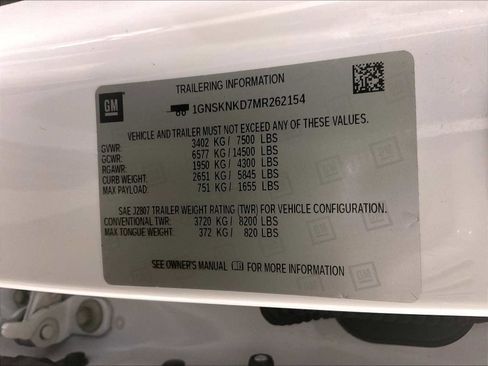 TRAILERING INFORMATION
GM
1GNSKNKD7MR262154
VEHICLE AND TRAILER MUST NOT EXCEED ANY OF THESE VALUES.
GVWR: 3402 KG / 7500 LBS
GCWR: 6577 KG / 14500 LBS
RGAWR: 1950 KG / 4300 LBS
CURB WEIGHT: 2651 KG / 5845 LBS
MAX PAYLOAD: 751 KG / 1655 LBS
SAE J2807 TRAILER WEIGHT RATING (TWR) FOR VEHICLE CONFIGURATION.
CONVENTIONAL TWR: 3720 KG / 8200 LBS
MAX TONGUE WEIGHT: 372 KG / 820 LBS
SEE OWNER'S MANUAL FOR MORE INFORMATION